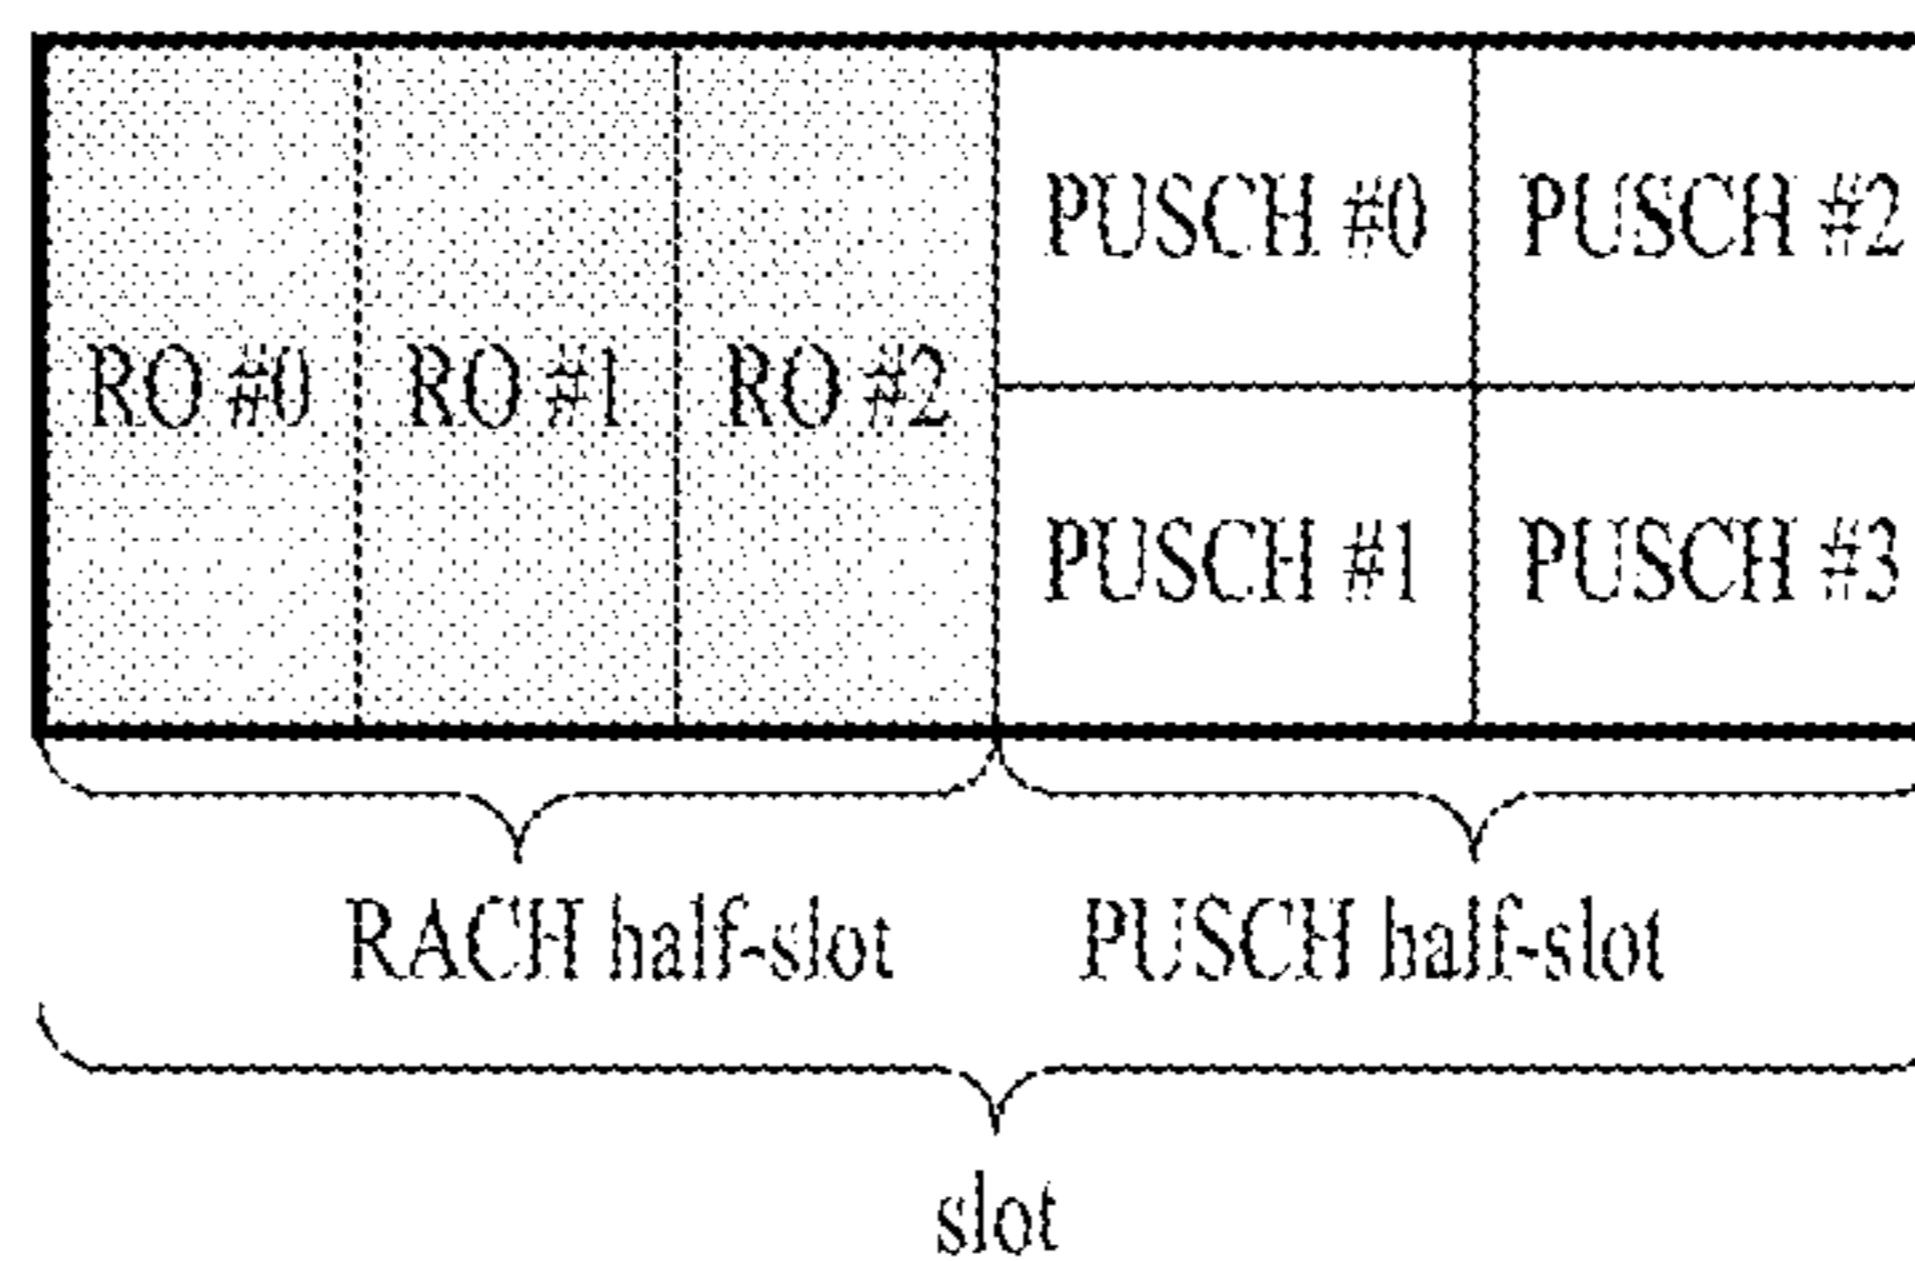 PUSCH #0 PUSCH #2
RO #0 RO #1 RO #2
PUSCH #1 PUSCH #3
RACH half-slot PUSCH half-slot
slot